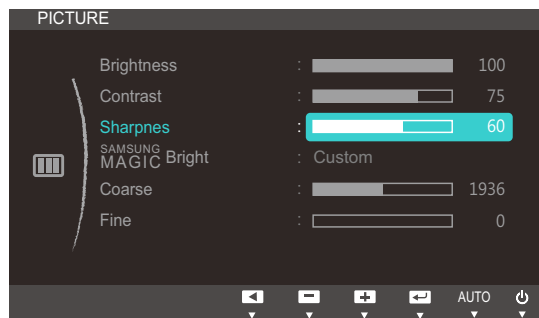 PICTURE
Brightness : 100
Contrast : 75
Sharpnes : 60
SAMSUNG
MAGIC Bright : Custom
Coarse : 1936
Fine : 0
AUTO